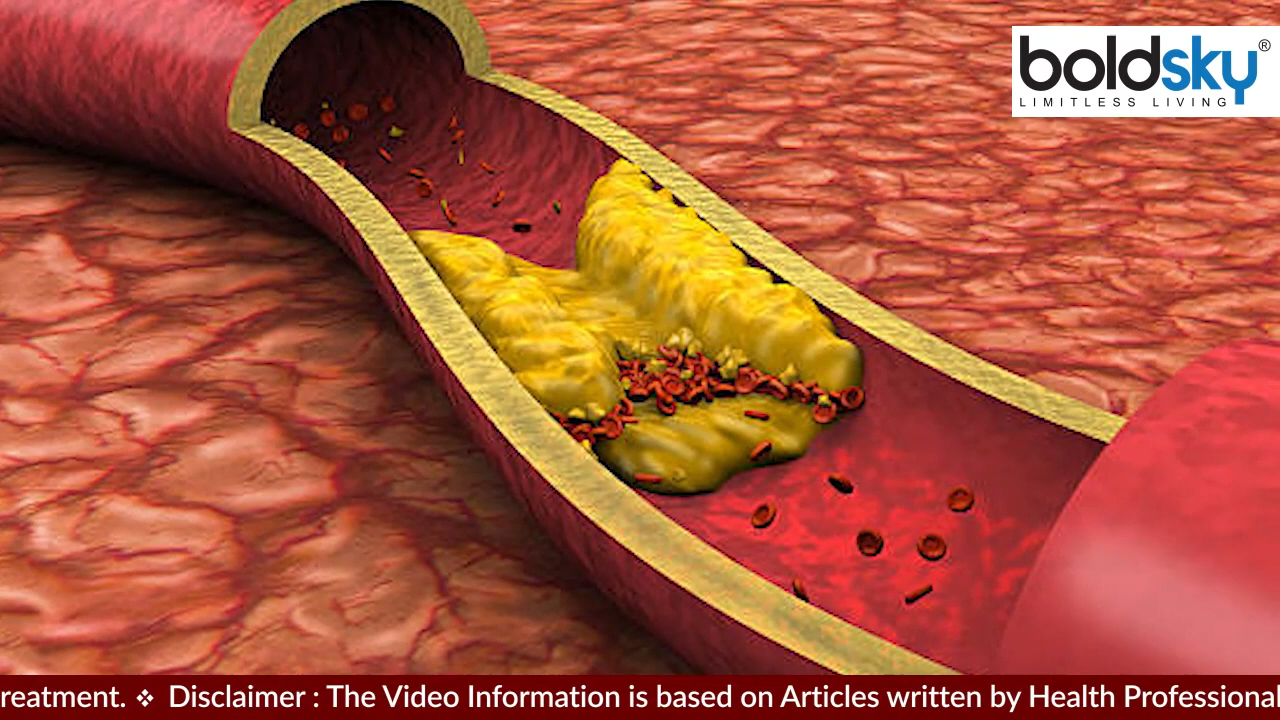 boldsky®
LIMITLESS LIVING
reatment. ❖ Disclaimer : The Video Information is based on Articles written by Health Professional